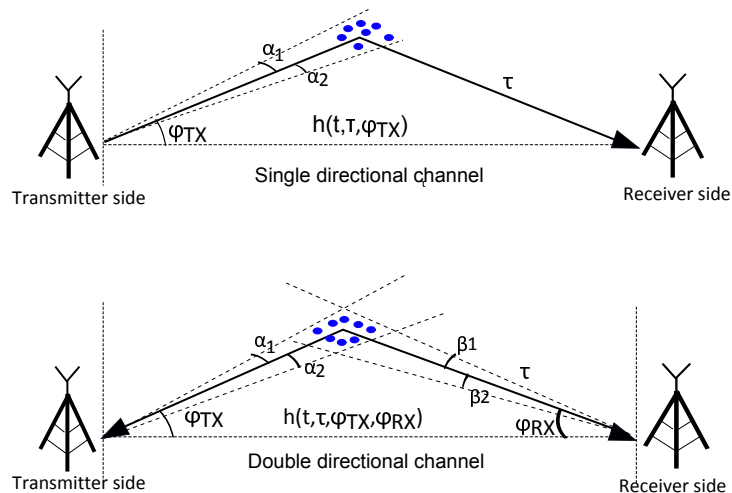 α1
α2
τ
φTX
h(t,τ,φTX)
Transmitter side
Single directional channel
τ
Receiver side
α1
α2
β1
β2
τ
φTX
h(t,τ,φTX,φRX)
φRX
Transmitter side
Double directional channel
Receiver side